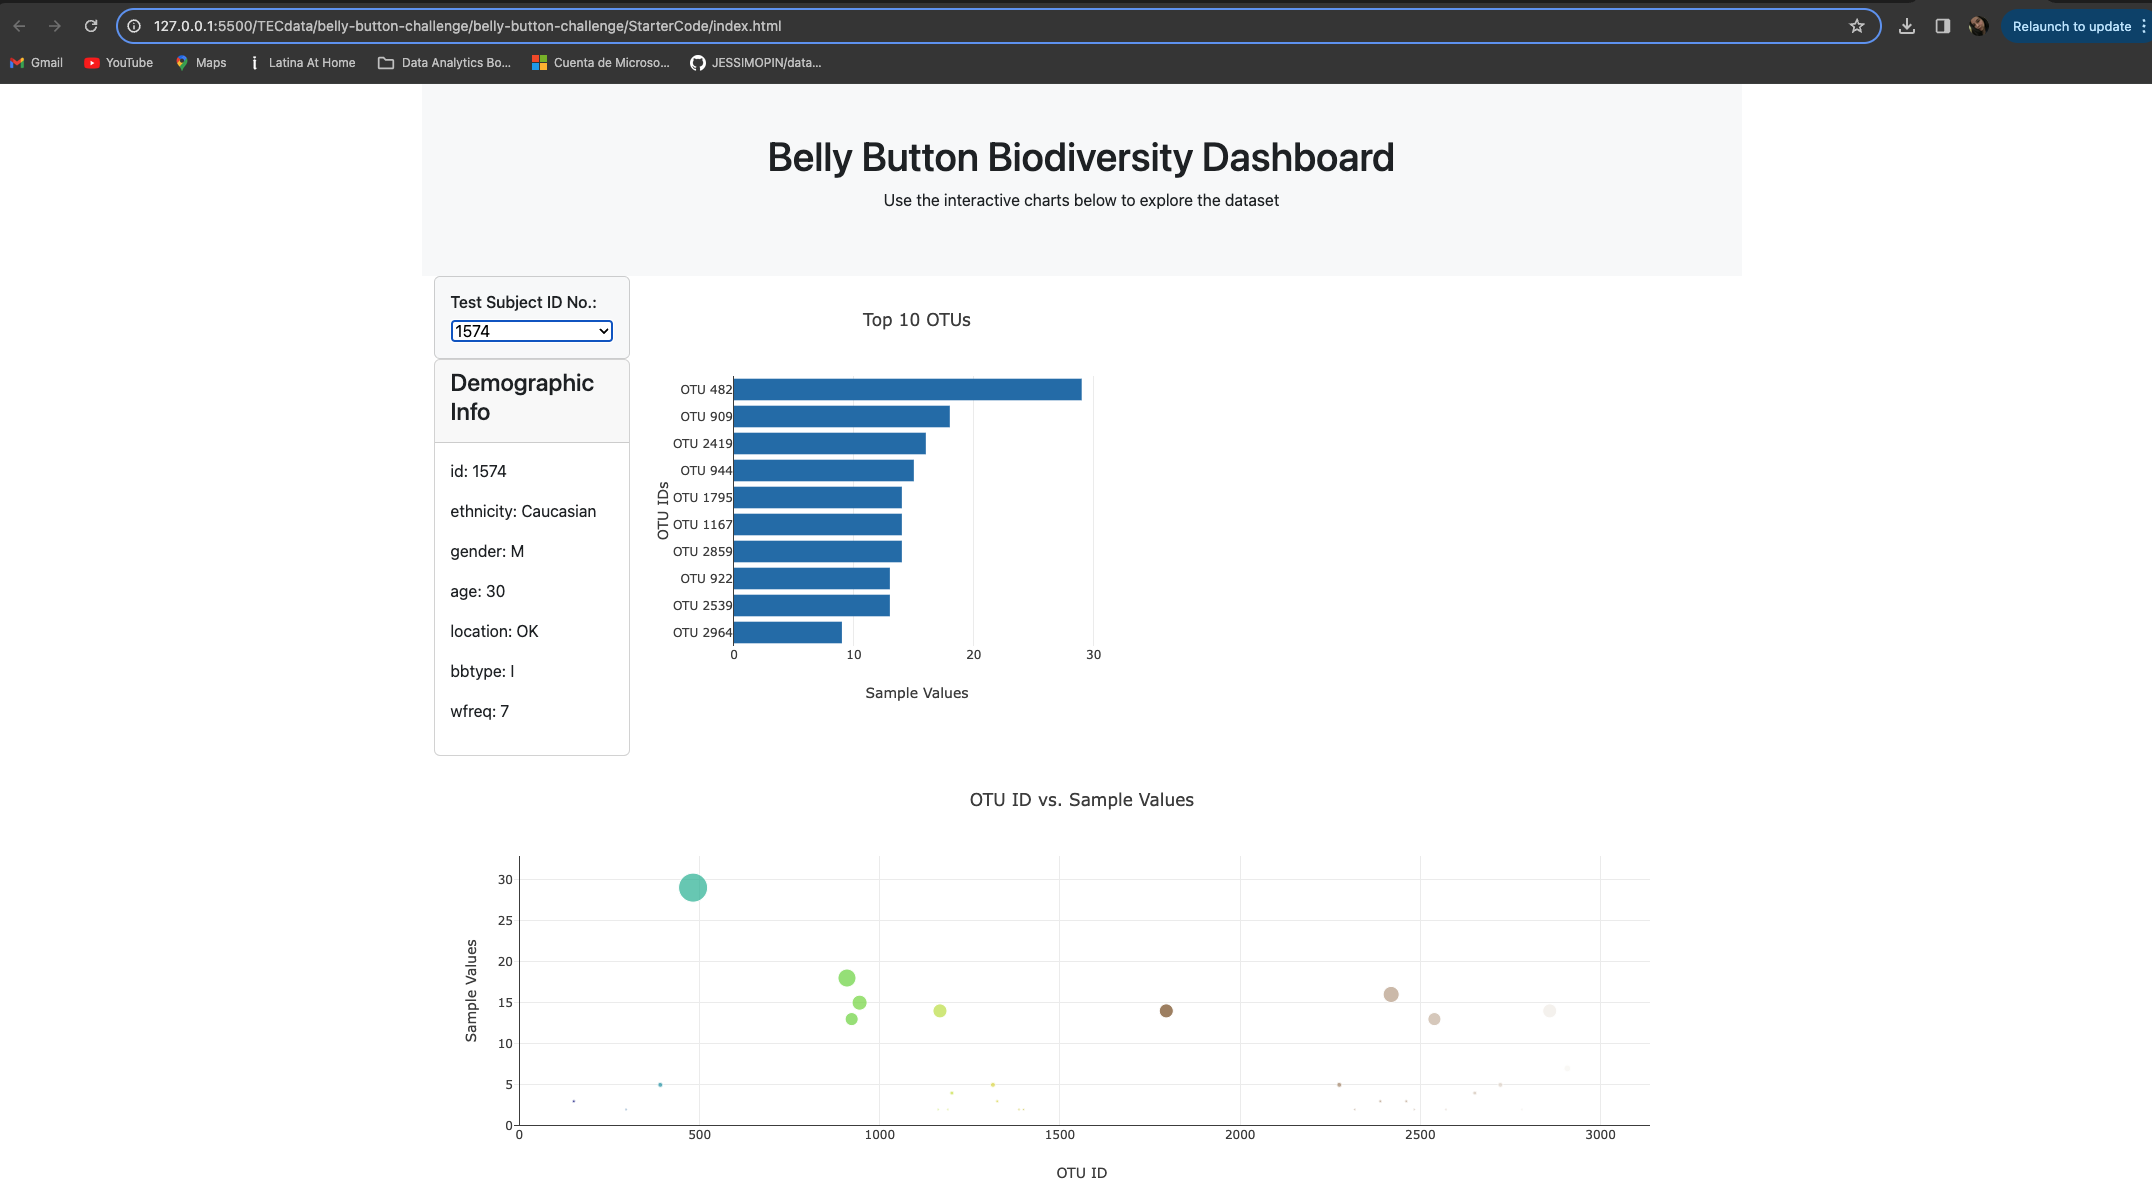 127.0.0.1:5500/TECdata/belly-button-challenge/belly-button-challenge/StarterCode/index.html
Relaunch to update
Gmail
YouTube
Maps
Latina At Home
Data Analytics Bo...
Cuenta de Microso...
JESSIMOPIN/data...
Belly Button Biodiversity Dashboard
Use the interactive charts below to explore the dataset
Test Subject ID No.:
1574
Demographic
Info
id: 1574
ethnicity: Caucasian
gender: M
age: 30
location: OK
bbtype: I
wfreq: 7
Top 10 OTUs
OTU IDs
OTU 482
OTU 909
OTU 2419
OTU 944
OTU 1795
OTU 1167
OTU 2859
OTU 922
OTU 2539
OTU 2964
0 10 20 30
Sample Values
OTU ID vs. Sample Values
Sample Values
30
25
20
15
10
5
0
0 500 1000 1500 2000 2500 3000
OTU ID